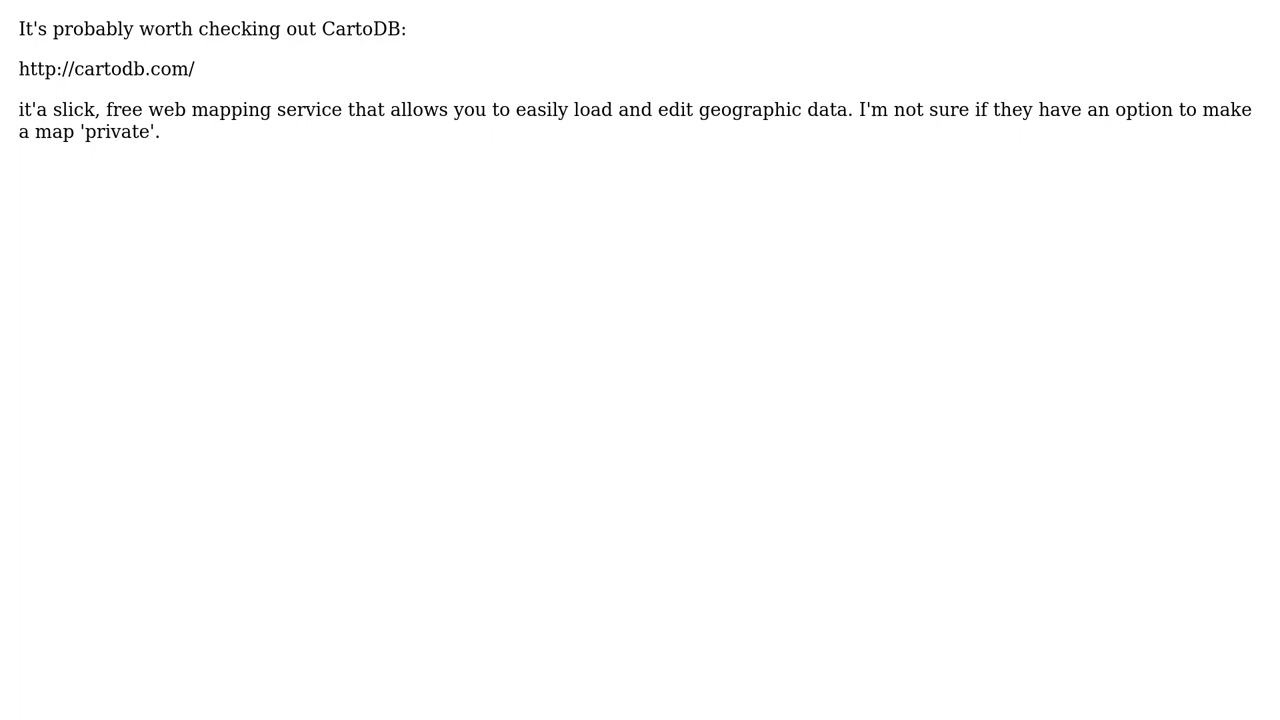 It's probably worth checking out CartoDB:
http://cartodb.com/
it'a slick, free web mapping service that allows you to easily load and edit geographic data. I'm not sure if they have an option to make
a map 'private'.